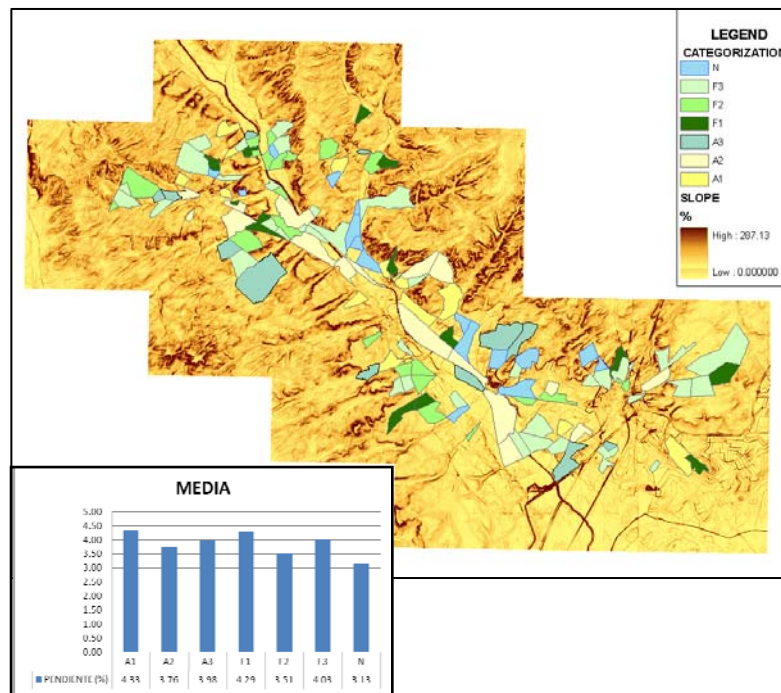 LEGEND
CATEGORIZATION
N
F3
F2
F1
A3
A2
A1
SLOPE
%
High : 287.13
Low : 0.000000
MEDIA
5.00
4.50
4.00
3.50
3.00
2.50
2.00
1.50
1.00
0.50
0.00
A1 A2 A3 F1 F2 F3 N
PENDIENTE(%) 4.33 3.76 3.98 4.29 3.51 4.03 3.13